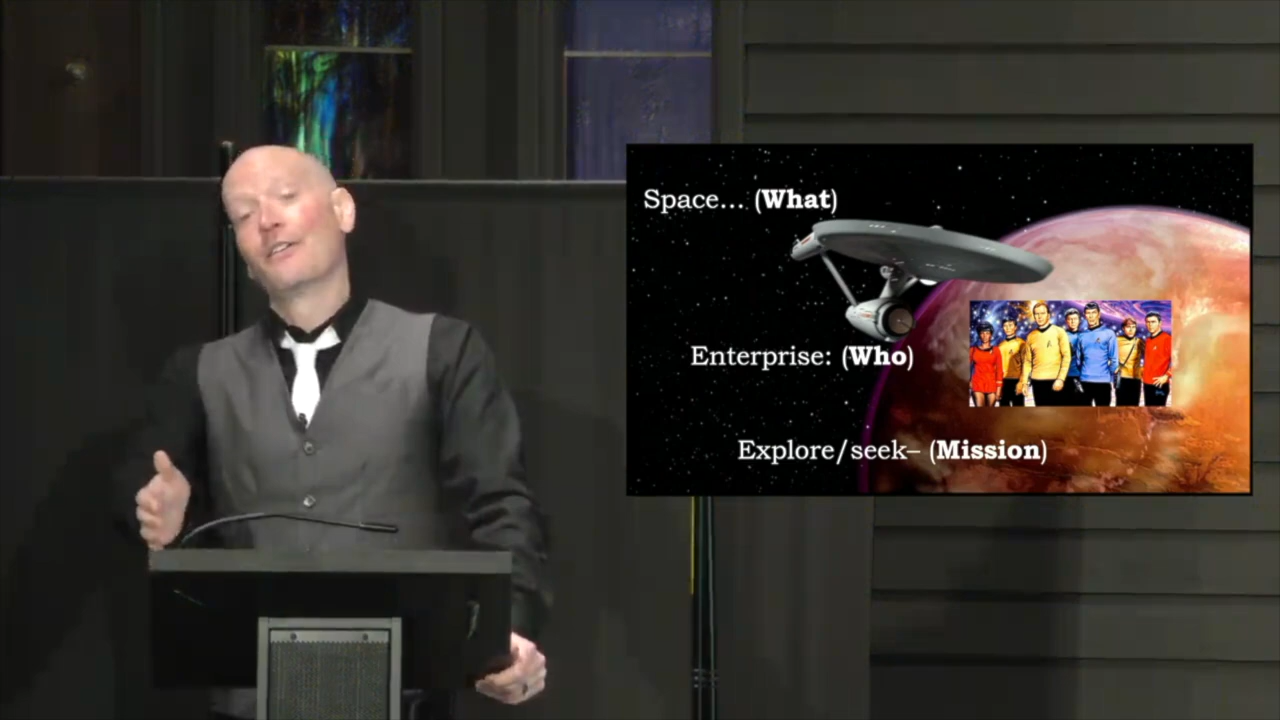 Space... (What)
Enterprise: (Who)
Explore/seek– (Mission)